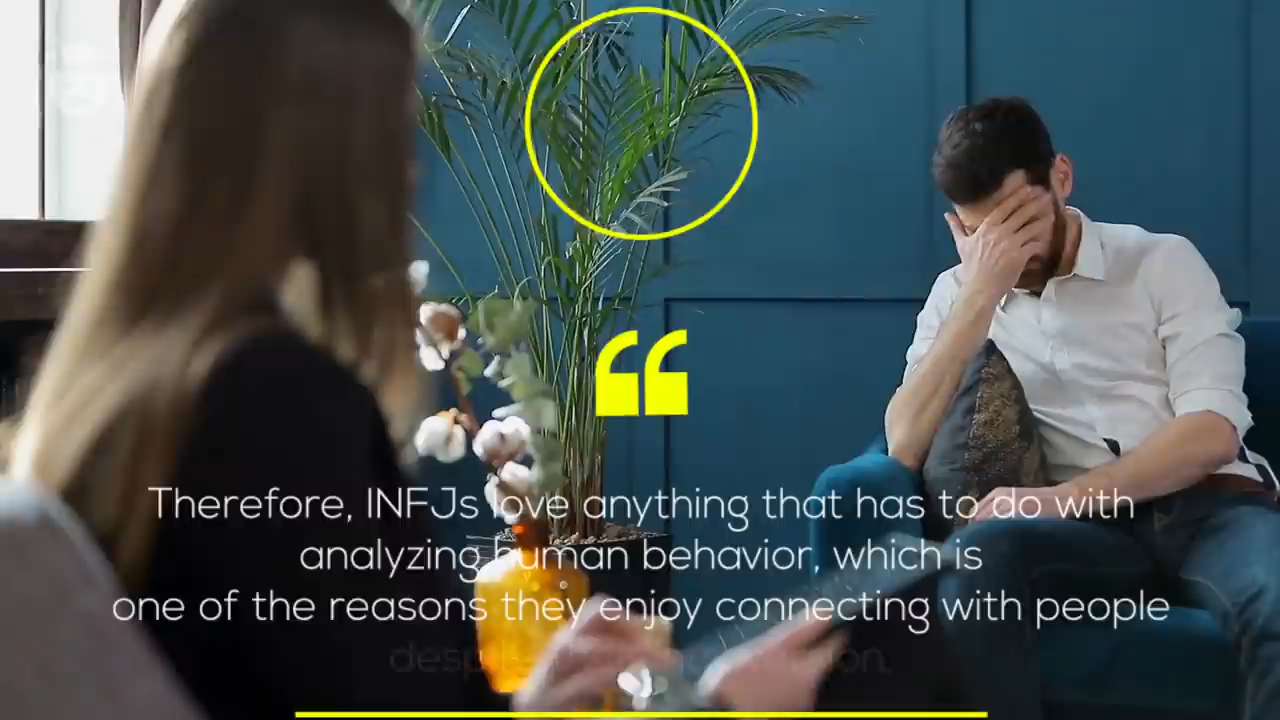 “
Therefore, INFJs love anything that has to do with
analyzing human behavior, which is
one of the reasons they enjoy connecting with people